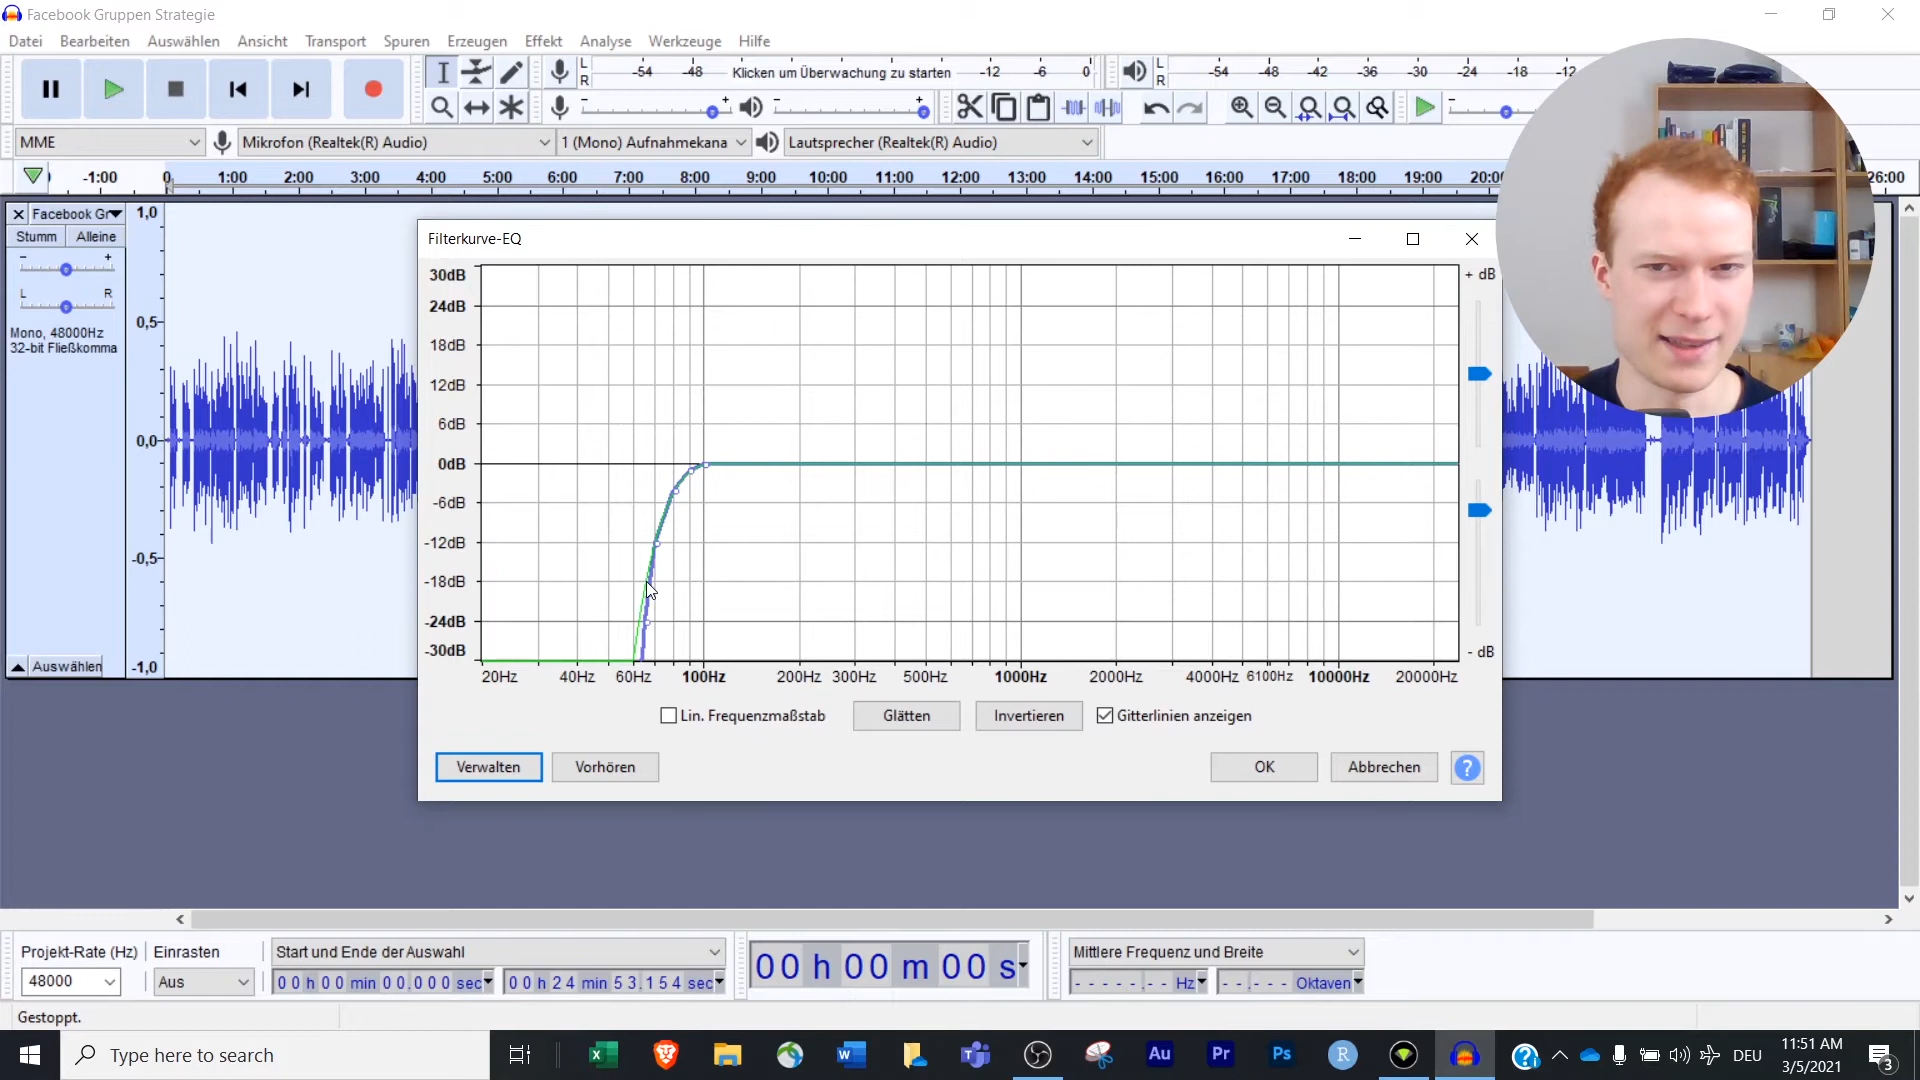 Facebook Gruppen Strategie
Datei Bearbeiten Auswählen Ansicht Transport Spuren Erzeugen Effekt Analyse Werkzeuge Hilfe
L
R
-54 -48 Klicken um Überwachung zu starten -12 -6 0
L
R
-54 -48 -42 -36 -30 -24 -18 -12
- + - + -
MME Mikrofon (Realtek(R) Audio) 1 (Mono) Aufnahmekana Lautsprecher (Realtek(R) Audio)
-1:00 0 1:00 2:00 3:00 4:00 5:00 6:00 7:00 8:00 9:00 10:00 11:00 12:00 13:00 14:00 15:00 16:00 17:00 18:00 19:00 20:00 26:00
Facebook Gr
Stumm Alleine
- +
L R
Mono, 48000Hz
32-bit Fließkomma
Auswählen
1,0
0,5
0,0
-0,5
-1,0
Filterkurve-EQ
30dB
24dB
18dB
12dB
6dB
0dB
-6dB
-12dB
-18dB
-24dB
-30dB
+ dB
- dB
20Hz 40Hz 60Hz 100Hz 200Hz 300Hz 500Hz 1000Hz 2000Hz 4000Hz 6100Hz 10000Hz 20000Hz
Lin. Frequenzmaßstab Glätten Invertieren Gitterlinien anzeigen
Verwalten Vorhören OK Abbrechen ?
Projekt-Rate (Hz) Einrasten Start und Ende der Auswahl
48000 Aus 00 h 00 min 00.000 sec 00 h 24 min 53.154 sec
00 h 00 m 00 s
Mittlere Frequenz und Breite
-----.-- Hz --.--- Oktaven
Gestoppt.
Type here to search
Au Pr Ps R
DEU
11:51 AM
3/5/2021
3